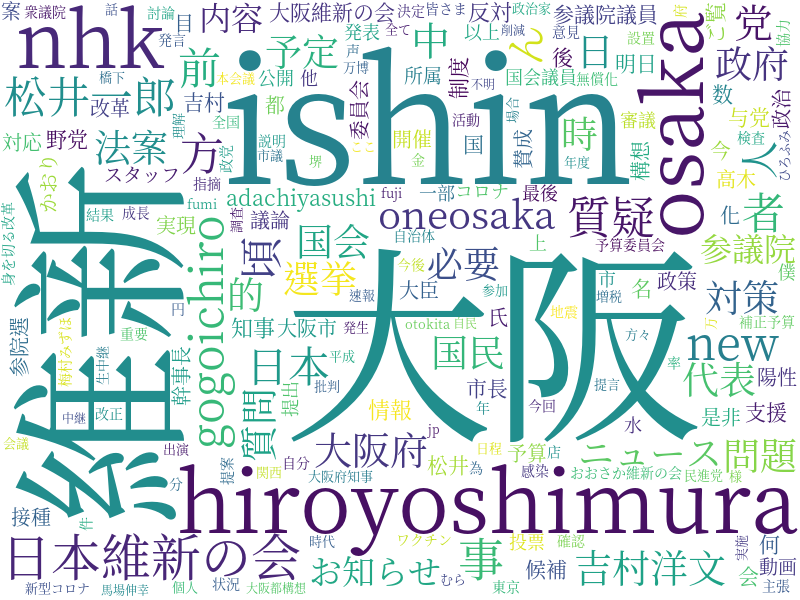 案 衆議院 話 討論 大阪維新の会 決定 皆さま 政治家 府
発言 目 内容 反対 参議院議員 党 ご覧 協力
nhk ishin ん osaka
前 予定 中 発表 以上 削減 全て 意見 設置
橋下 声 万博 後 日 政府
松井一郎 本会議 公開 他 所属 国会議員 無償化 明日
改革 吉村 都 委員会 不明 制度 数 与党 政治
対応 野党 法案 方 理解 全国 説明 開催 活動 場合 時 審議 検査
スタッフ 政党 市議 ここ 国 賛成 構想 今 人 ひろふみ
かおり 指摘 堺 金 年度 高木
維新 fumi adachiyasushi fuji 一部 コロナ 最後 化 者
身を切る改革 結果 成長 実現 調査 議論 oneosaka 質疑 予算委員会 僕
gogoichiro 頃 国会 自治体 上 参議院
大阪 必要 市 政策
円 選挙 今後 速報 大臣 参加 増税 名 対策
参院選 重要 知事 大阪市 発生 otokita 自民 氏 地震 万 補正予算
梅村みずほ 生中継 幹事長 日本 平成 国民 方々 率 new
提出 批判 市長 提言 代表 陽性
中継 改正 質問 情報 年 今回 水 是非 支援
会議 出演 大阪府 jp 日程 予算 店 ニュース 問題
提案 関西 自分 松井 為 おおさか維新の会 民進党 様
分 大阪府知事 感染
接種 件 hiroyoshimura
日本維新の会 時代 ワクチン 投票 確認 実施 何
お知らせ 事 候補 吉村洋文 会 動画
新型コロナ 馬場伸幸 個人 状況 大阪都構想 むら 東京 主張